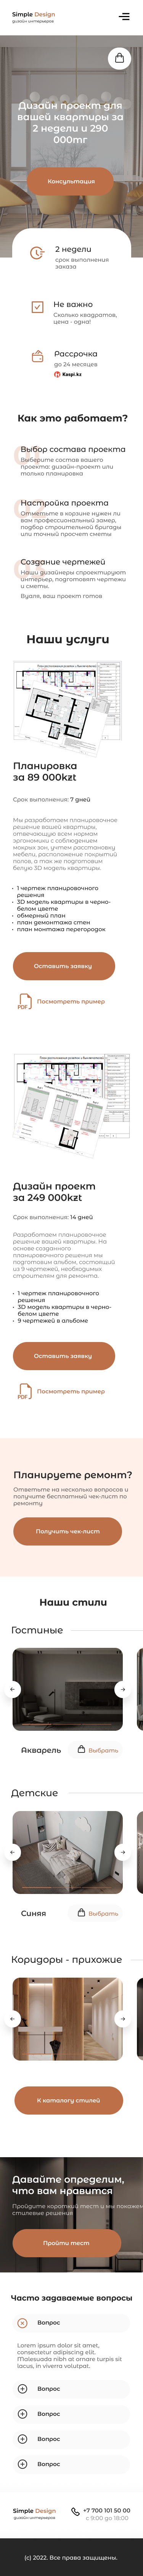 Simple Design
дизайн интерьеров
Дизайн проект для
вашей квартиры за
2 недели и 290
000тг
Консультация
2 недели
срок выполнения
заказа
Не важно
Сколько квадратов,
цена - одна!
Рассрочка
до 24 месяцев
Kaspi.kz
Как это работает?
Выбор состава проекта
Выберите состав вашего
проекта: дизайн-проект или
только планировка
Настройка проекта
Отметьте в корзине нужен ли
вам профессиональный замер,
подбор строительной бригады
или точный просчет сметы
Создание чертежей
Наши дизайнеры спроектируют
интерьер, подготовят чертежи
и сметы.
Вуаля, ваш проект готов
Наши услуги
Планировка
за 89 000kzt
Срок выполнения: 7 дней
Мы разработаем планировочное
решение вашей квартиры,
отвечающую всем нормам
эргономики с соблюдением
мокрых зон, учтем расстановку
мебели, расположение покрытий
полов, а так же подготовим
белую 3D модель квартиры.
• 1 чертеж планировочного
решения
• 3D модель квартиры в черно-
белом цвете
• обмерный план
• план демонтажа стен
• план монтажа перегородок
Оставить заявку
PDF
Посмотреть пример
Дизайн проект
за 249 000kzt
Срок выполнения: 14 дней
Разработаем планировочное
решение вашей квартиры. На
основе созданного
планировочного решения мы
подготовим альбом, состоящий
из 9 чертежей, необходимых
строителям для ремонта.
• 1 чертеж планировочного
решения
• 3D модель квартиры в черно-
белом цвете
• 9 чертежей в альбоме
Оставить заявку
PDF
Посмотреть пример
Планируете ремонт?
Ответьте на несколько вопросов и
получите бесплатный чек-лист по
ремонту
Получить чек-лист
Наши стили
Гостиные
Акварель
Выбрать
Детские
Синяя
Выбрать
Коридоры - прихожие
К каталогу стилей
Давайте определим,
что вам нравится
Пройдите короткий тест и мы покажем
стилевые решения
Пройти тест
Часто задаваемые вопросы
Вопрос
Lorem ipsum dolor sit amet,
consectetur adipiscing elit.
Malesuada nibh at ornare turpis sit
lacus, in viverra volutpat.
Вопрос
Вопрос
Вопрос
Вопрос
Simple Design
дизайн интерьеров
+7 700 101 50 00
с 9:00 до 18:00
(c) 2022. Все права защищены.